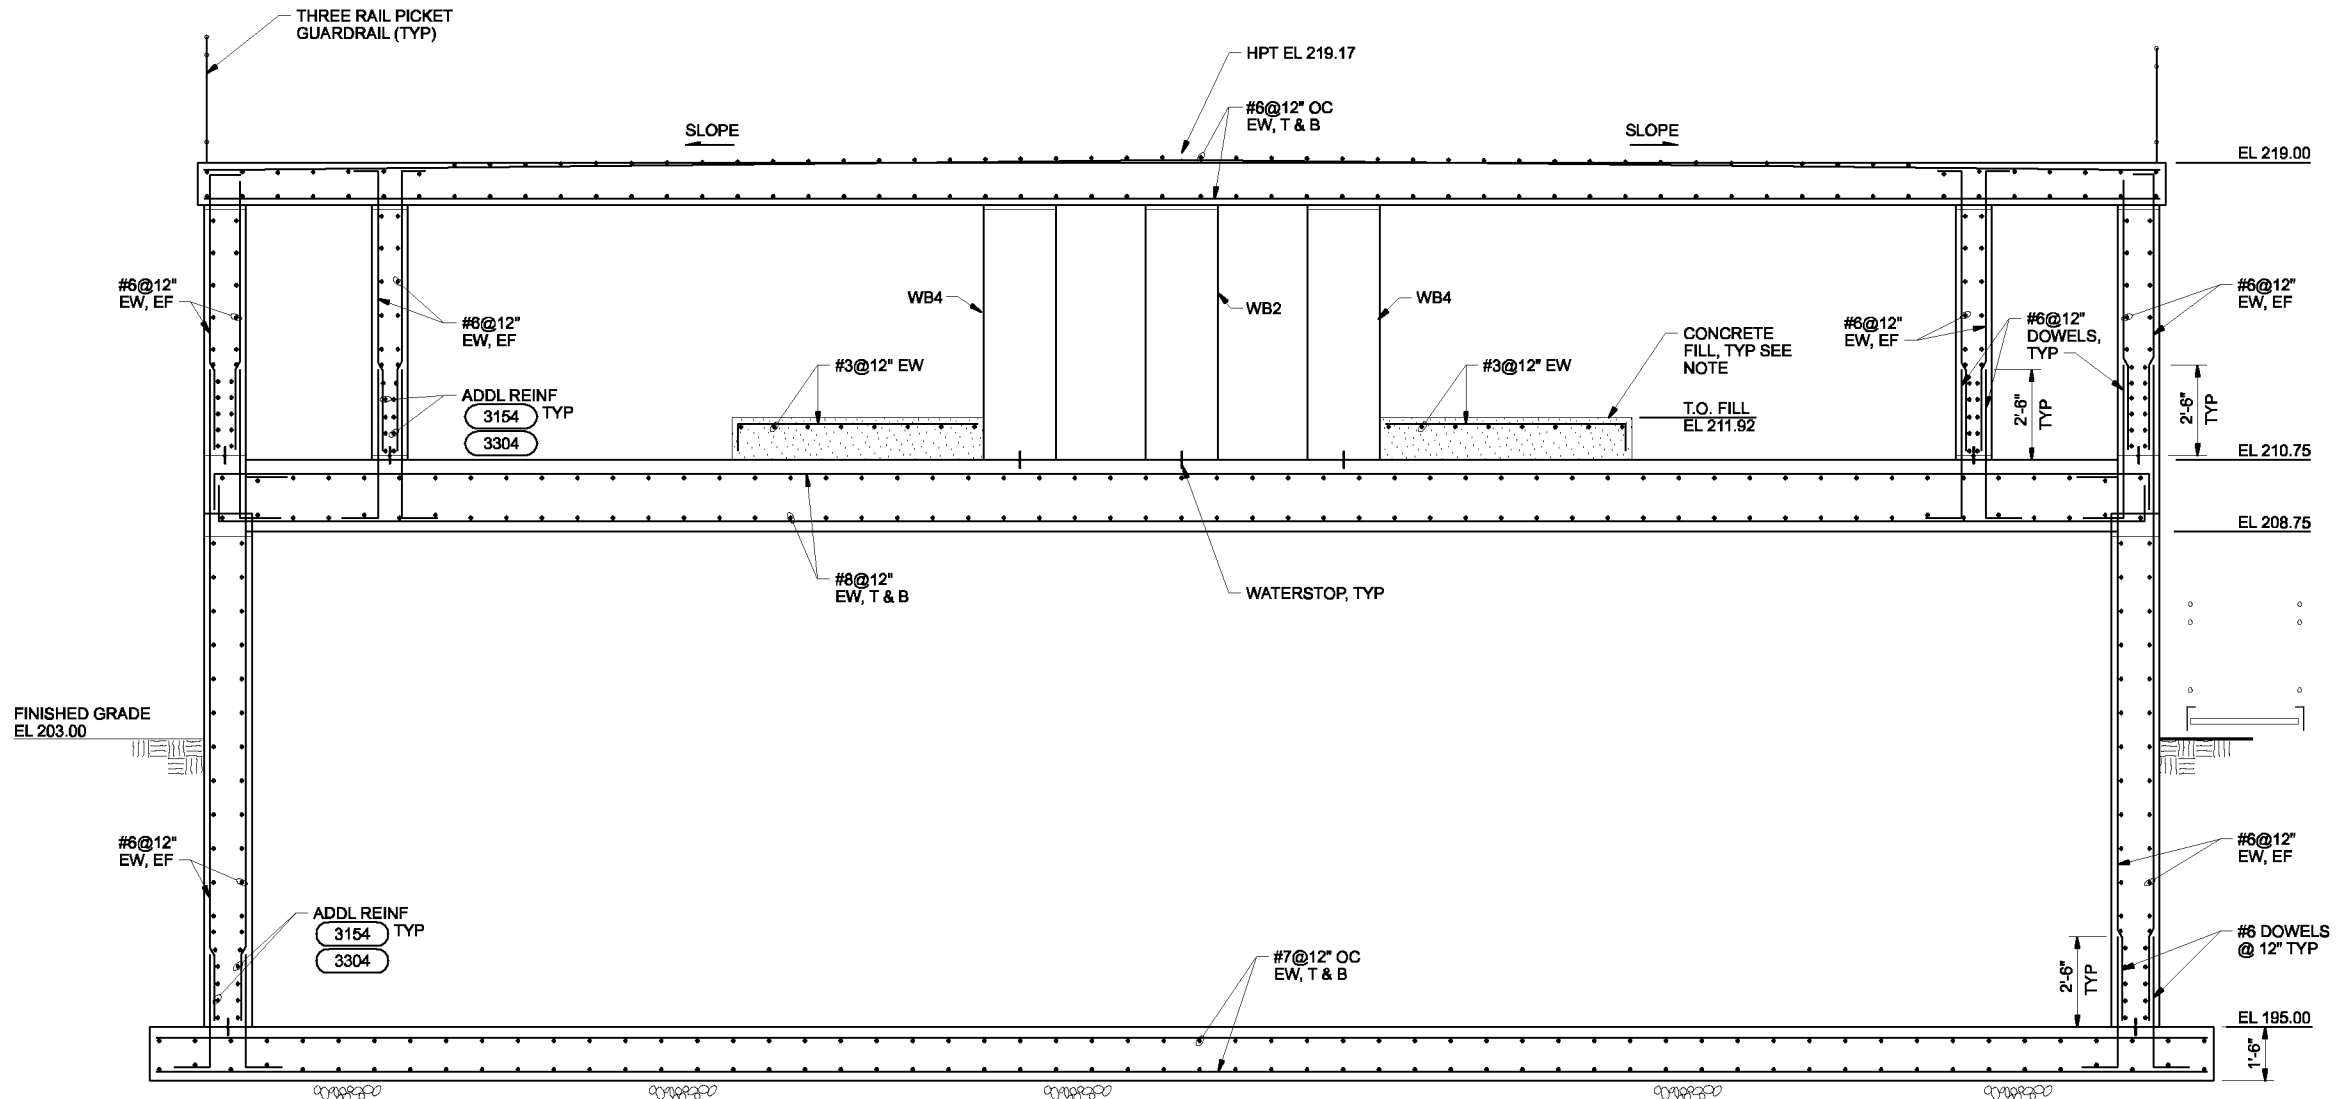 THREE RAIL PICKET
GUARDRAIL (TYP)
HPT EL 219.17
#6@12" OC
EW, T & B
SLOPE
SLOPE
EL 219.00
#6@12"
EW, EF
#6@12"
EW, EF
WB4
WB2
WB4
#6@12"
EW, EF
#6@12"
DOWELS,
TYP
#6@12"
EW, EF
#3@12" EW
#3@12" EW
CONCRETE
FILL, TYP SEE
NOTE
ADDL REINF
3154 TYP
3304
T.O. FILL
EL 211.92
2'-6"
TYP
2'-6"
TYP
EL 210.75
EL 208.75
#8@12"
EW, T & B
WATERSTOP, TYP
FINISHED GRADE
EL 203.00
#6@12"
EW, EF
#6@12"
EW, EF
ADDL REINF
3154 TYP
3304
#7@12" OC
EW, T & B
2'-6"
TYP
#6 DOWELS
@ 12" TYP
EL 195.00
1'-6"